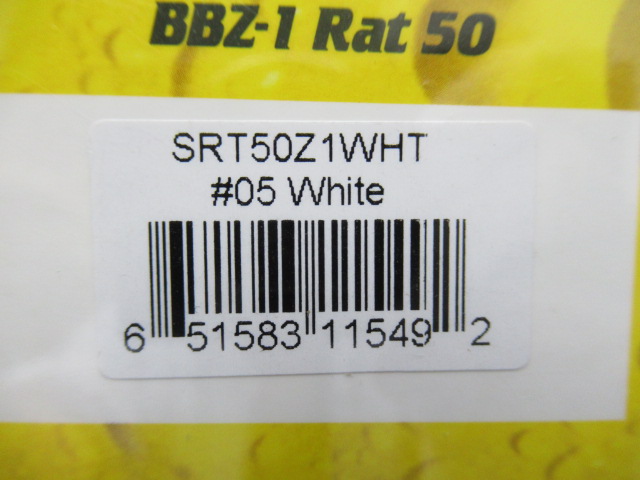 BBZ-1 Rat 50
SRT50Z1WHT
#05 White
6 51583 11549 2